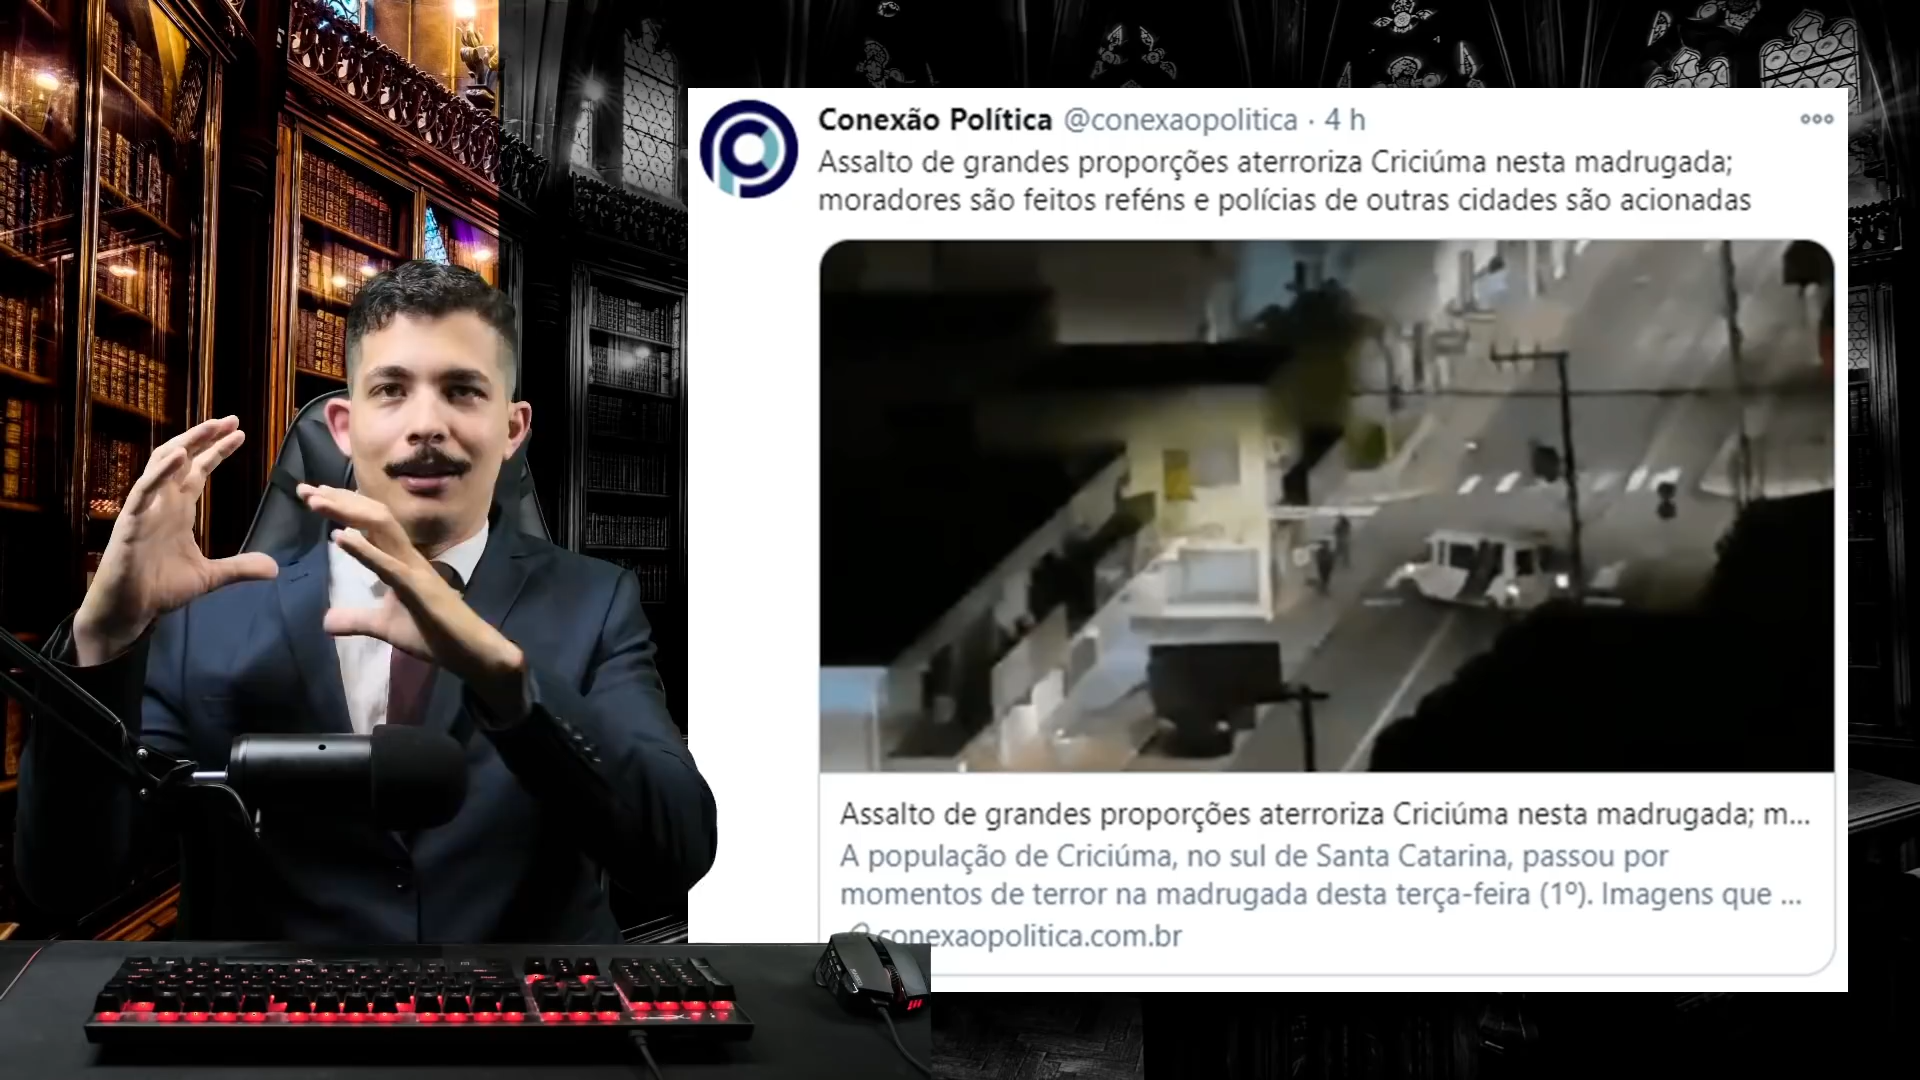 Conexão Política @conexaopolitica · 4 h
Assalto de grandes proporções aterroriza Criciúma nesta madrugada;
moradores são feitos reféns e polícias de outras cidades são acionadas
Assalto de grandes proporções aterroriza Criciúma nesta madrugada; m...
A população de Criciúma, no sul de Santa Catarina, passou por
momentos de terror na madrugada desta terça-feira (1º). Imagens que ...
conexaopolitica.com.br